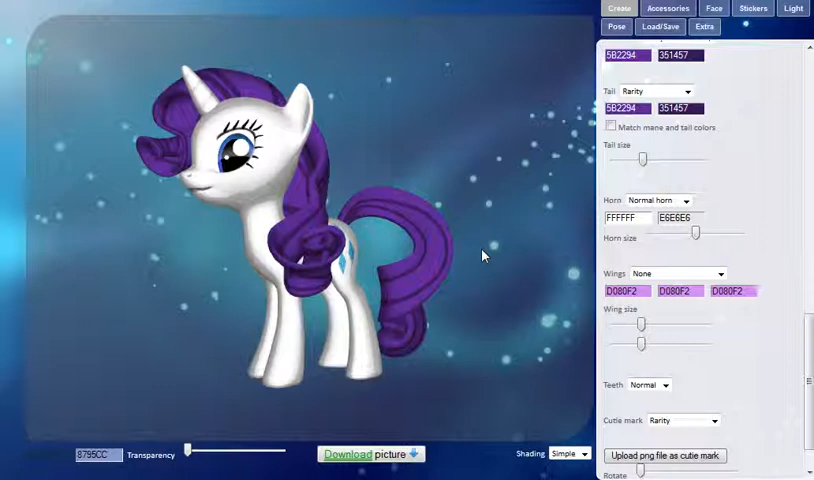 Create Accessories Face Stickers Light
Pose Load/Save Extra
5B2294 351457
Tail Rarity
5B2294 351457
Match mane and tail colors
Tail size
Horn Normal horn
FFFFFF E6E6E6
Horn size
Wings None
D080F2 D080F2 D080F2
Wing size
Teeth Normal
Cutie mark Rarity
Upload png file as cutie mark
Rotate
8795CC Transparency Download picture Shading Simple